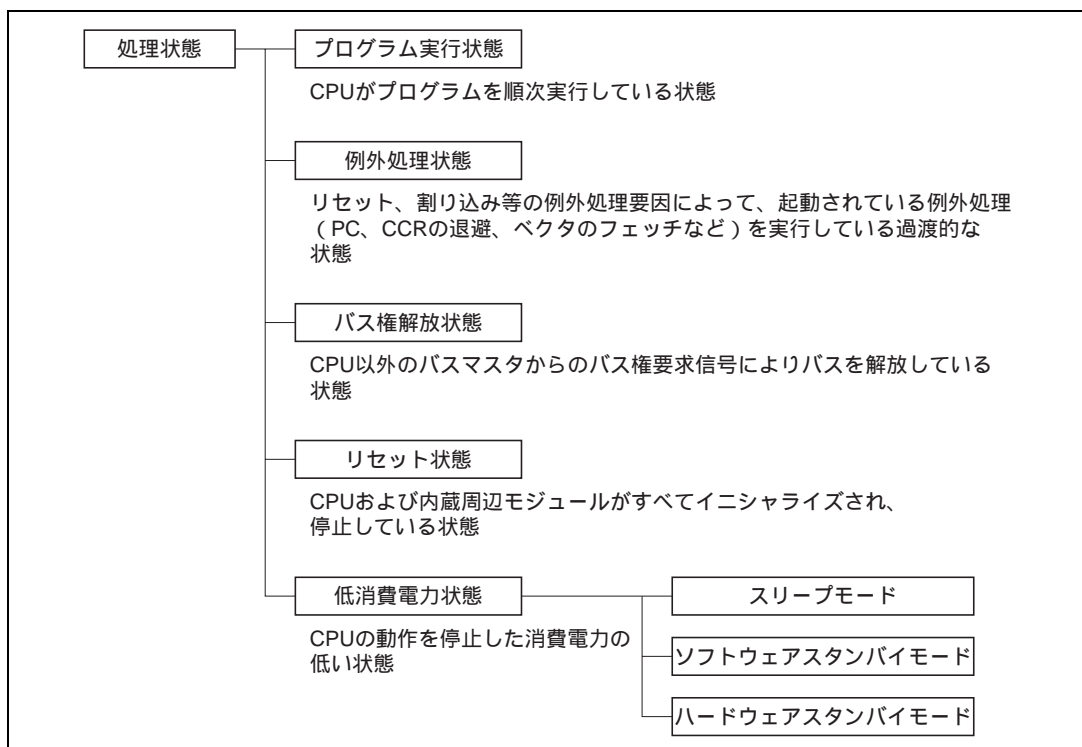 処理状態
プログラム実行状態
CPUがプログラムを順次実行している状態
例外処理状態
リセット、割り込み等の例外処理要因によって、起動されている例外処理
（PC、CCRの退避、ベクタのフェッチなど）を実行している過渡的な
状態
バス権解放状態
CPU以外のバスマスタからのバス権要求信号によりバスを解放している
状態
リセット状態
CPUおよび内蔵周辺モジュールがすべてイニシャライズされ、
停止している状態
低消費電力状態
CPUの動作を停止した消費電力の
低い状態
スリープモード
ソフトウェアスタンバイモード
ハードウェアスタンバイモード